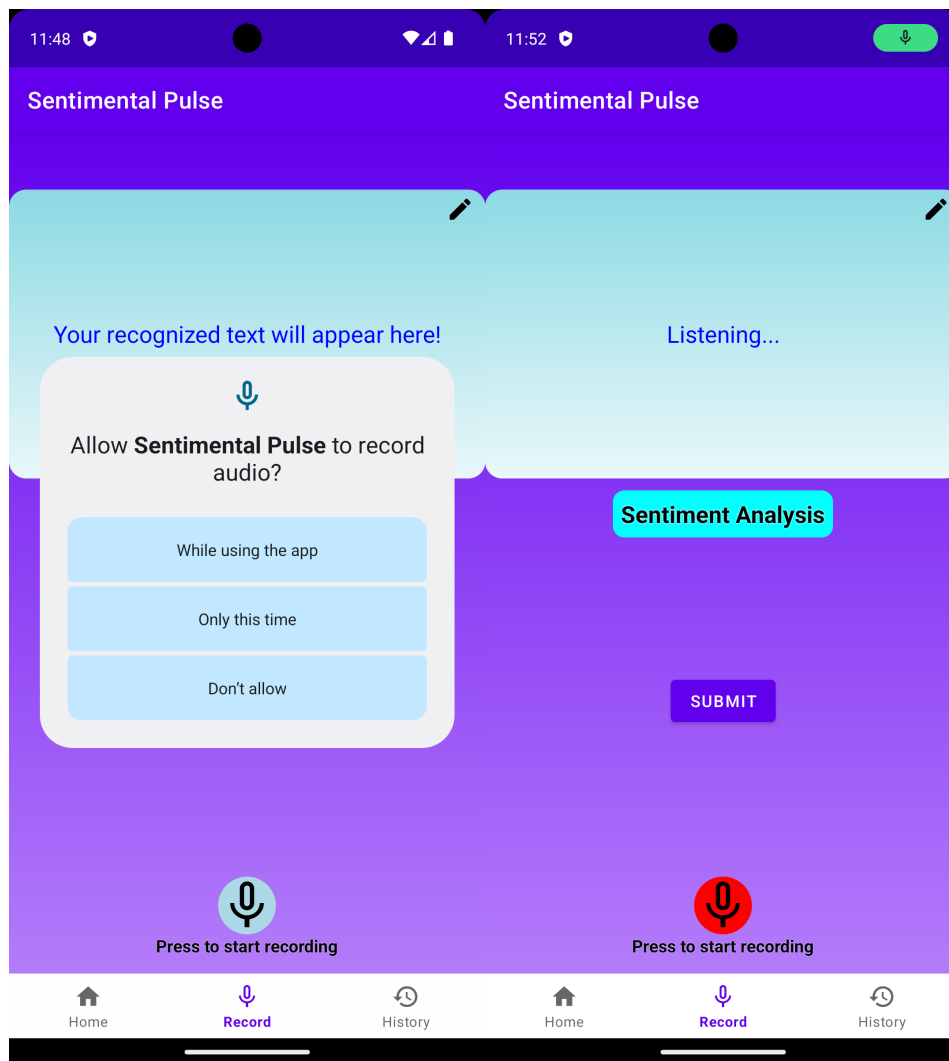 11:48
Sentimental Pulse
Your recognized text will appear here!
Allow Sentimental Pulse to record
audio?
While using the app
Only this time
Don't allow
Press to start recording
Home
Record
History
11:52
Sentimental Pulse
Listening...
Sentiment Analysis
SUBMIT
Press to start recording
Home
Record
History